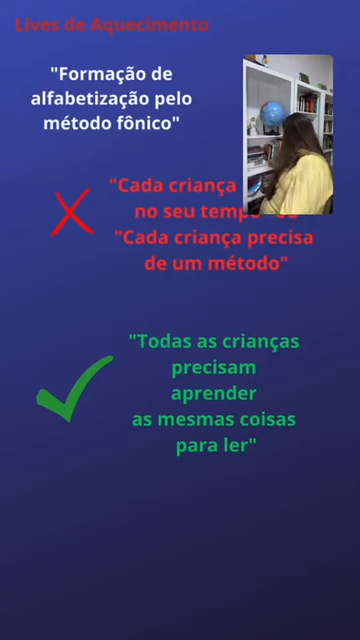 Lives de Aquecimento
"Formação de
alfabetização pelo
método fônico"
"Cada criança
no seu tempo"
"Cada criança precisa
de um método"
"Todas as crianças
precisam
aprender
as mesmas coisas
para ler"